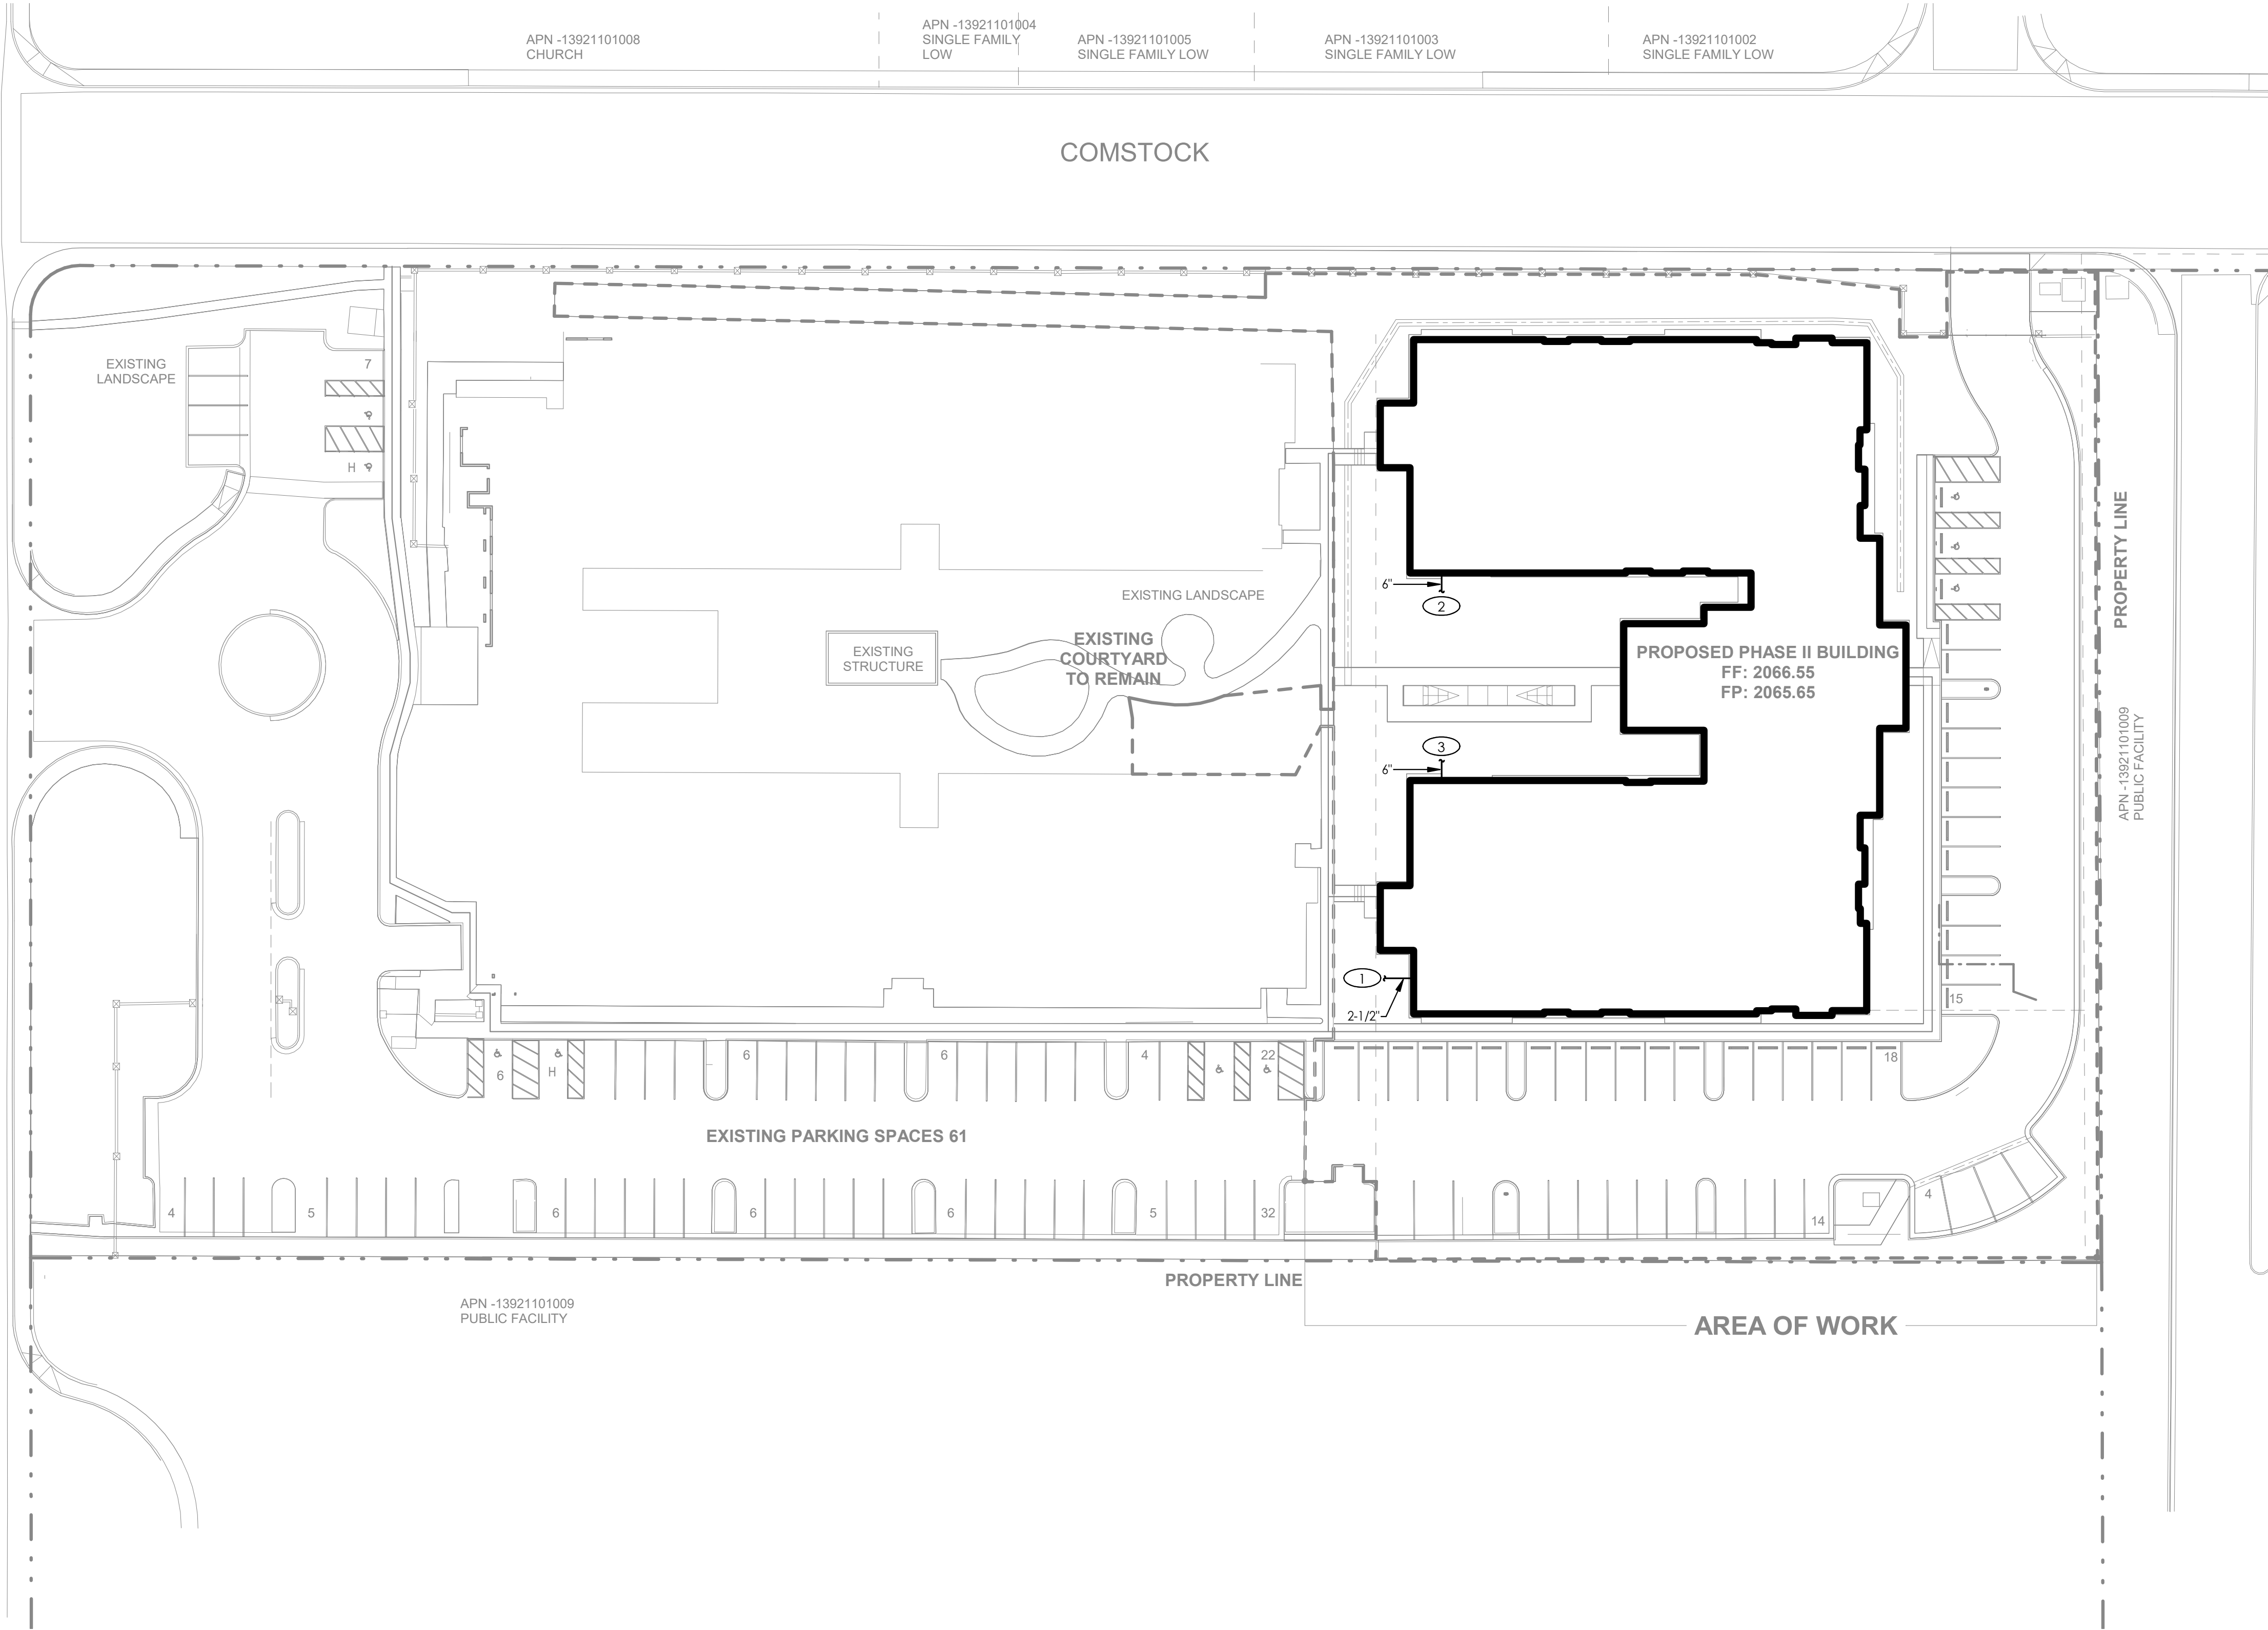 APN -13921101008
CHURCH
APN -13921101004
SINGLE FAMILY
LOW
APN -13921101005
SINGLE FAMILY LOW
APN -13921101003
SINGLE FAMILY LOW
APN -13921101002
SINGLE FAMILY LOW
COMSTOCK
EXISTING
LANDSCAPE
7
H
EXISTING LANDSCAPE
EXISTING
STRUCTURE
EXISTING
COURTYARD
TO REMAIN
6"
2
PROPOSED PHASE II BUILDING
FF: 2066.55
FP: 2065.65
3
6"
1
2-1/2"
PROPERTY LINE
APN -13921101009
PUBLIC FACILITY
15
6
H
6
6
4
22
18
EXISTING PARKING SPACES 61
4
5
6
6
6
5
32
14
4
PROPERTY LINE
APN -13921101009
PUBLIC FACILITY
AREA OF WORK